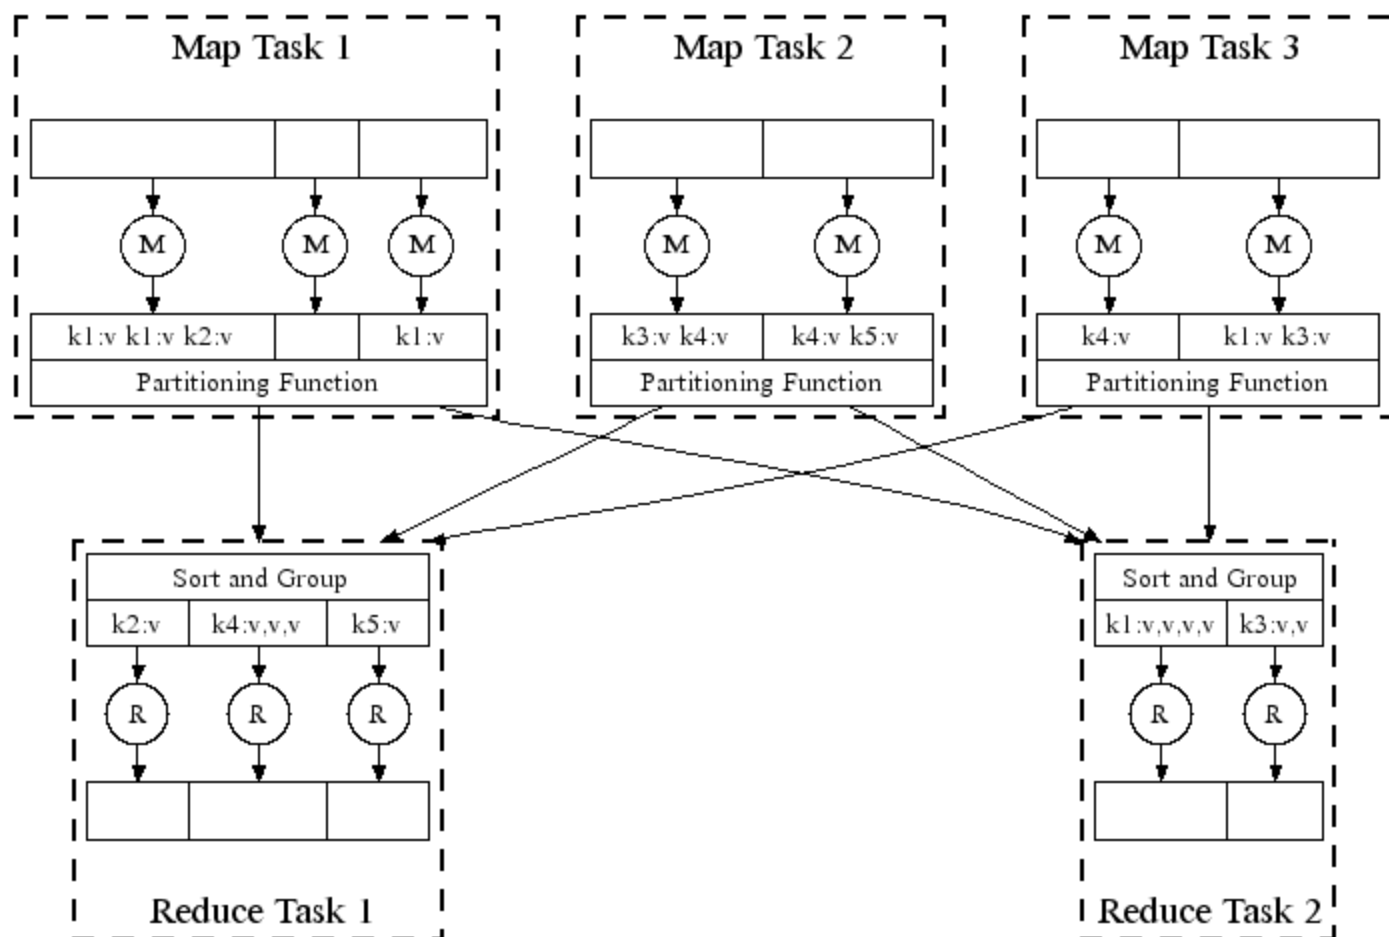 Map Task 1
Map Task 2
Map Task 3
M
M
M
M
M
M
M
k1:v k1:v k2:v
k1:v
k3:v k4:v
k4:v k5:v
k4:v
k1:v k3:v
Partitioning Function
Partitioning Function
Partitioning Function
Sort and Group
Sort and Group
k2:v
k4:v,v,v
k5:v
k1:v,v,v,v
k3:v,v
R
R
R
R
R
Reduce Task 1
Reduce Task 2